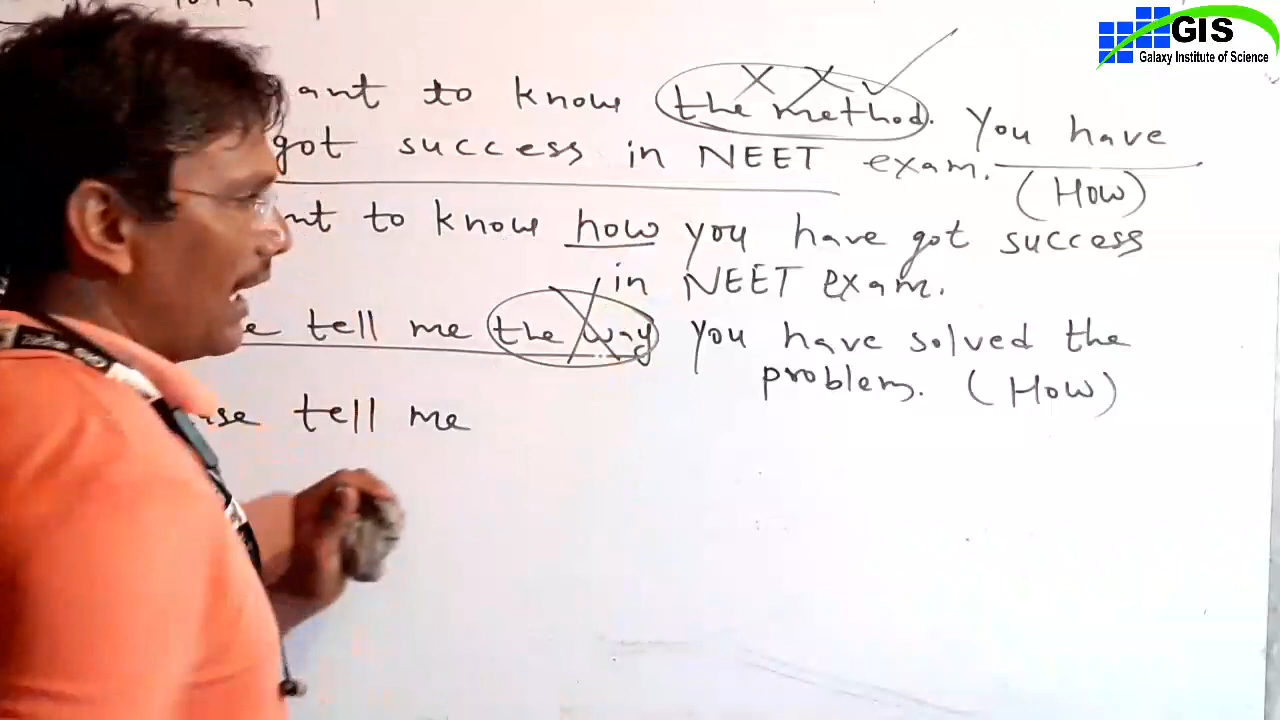 GIS
Galaxy Institute of Science
ant to know the method. You have
got success in NEET exam. (How)
nt to know how you have got success
in NEET exam.
e tell me the way you have solved the
problem. (How)
use tell me